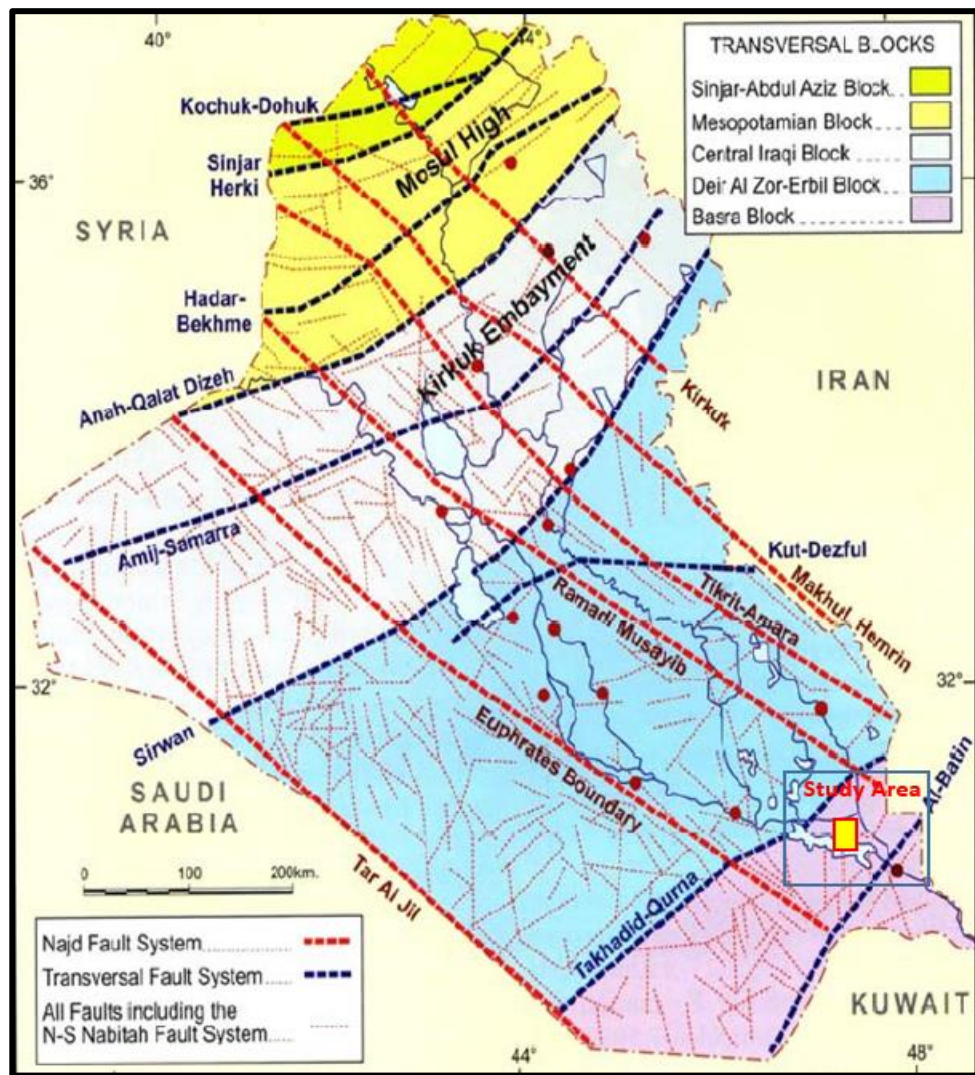 40°
44°
TRANSVERSAL BLOCKS
Sinjar-Abdul Aziz Block
Mesopotamian Block
Central Iraqi Block
Deir Al Zor-Erbil Block
Basra Block
Kochuk-Dohuk
Sinjar
Herki
Mosul High
36°
36°
SYRIA
Hadar-
Bekhme
Kirkuk Embayment
IRAN
Anah-Qalat Dizeh
Kirkuk
Amij-Samarra
Kut-Dezful
Makhul, Hemrin
Tikrit-Amara
Ramadi Musayib
32°
32°
Sirwan
Euphrates Boundary
Al-Batin
Study Area
SAUDI
ARABIA
0 100 200km.
Tar Al Jil
Takhadid-Qurna
Najd Fault System
Transversal Fault System
All Faults including the
N-S Nabitah Fault System
KUWAIT
44°
48°